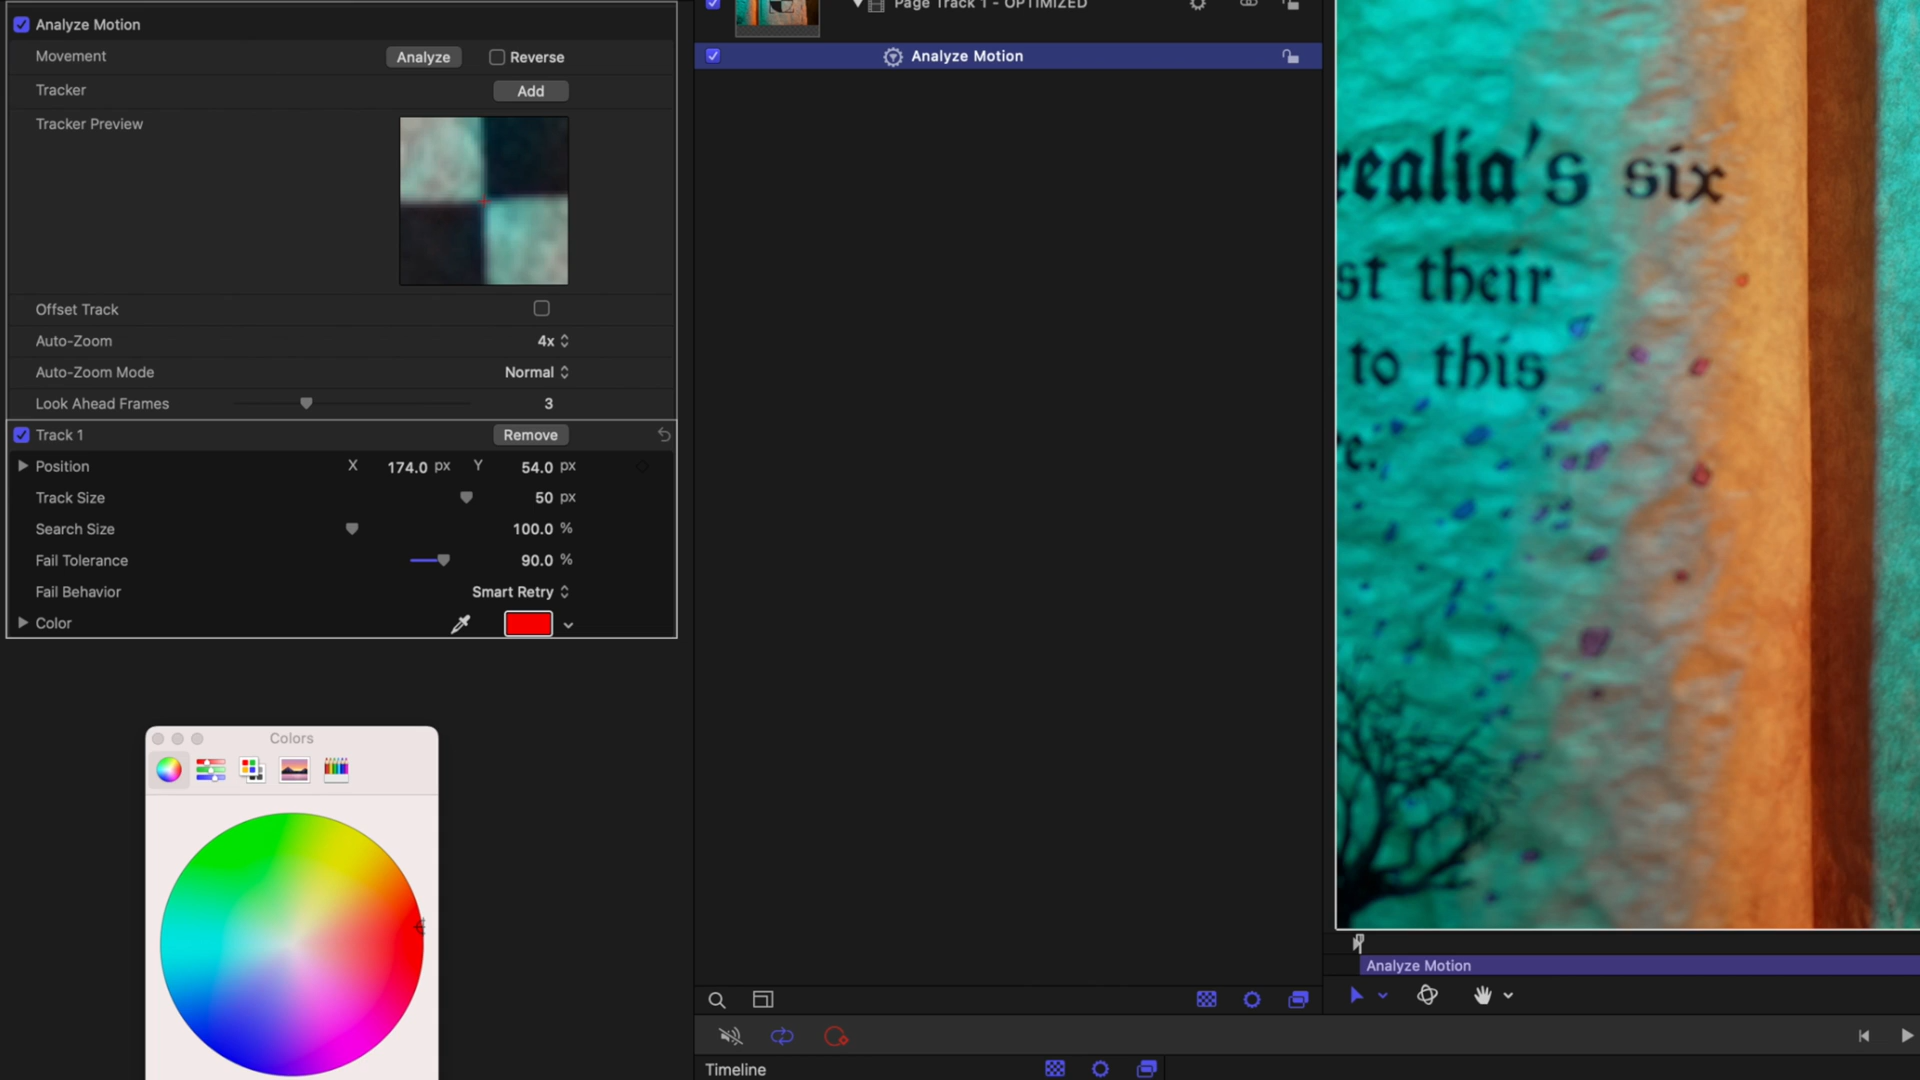 Analyze Motion
Movement Analyze Reverse
Tracker Add
Tracker Preview
Offset Track
Auto-Zoom 4x
Auto-Zoom Mode Normal
Look Ahead Frames 3
Track 1 Remove
Position X 174.0 px Y 54.0 px
Track Size 50 px
Search Size 100.0 %
Fail Tolerance 90.0 %
Fail Behavior Smart Retry
Color
Colors
Page Track 1 - OPTIMIZED
Analyze Motion
realia's six
st their
to this
e.
Analyze Motion
Timeline